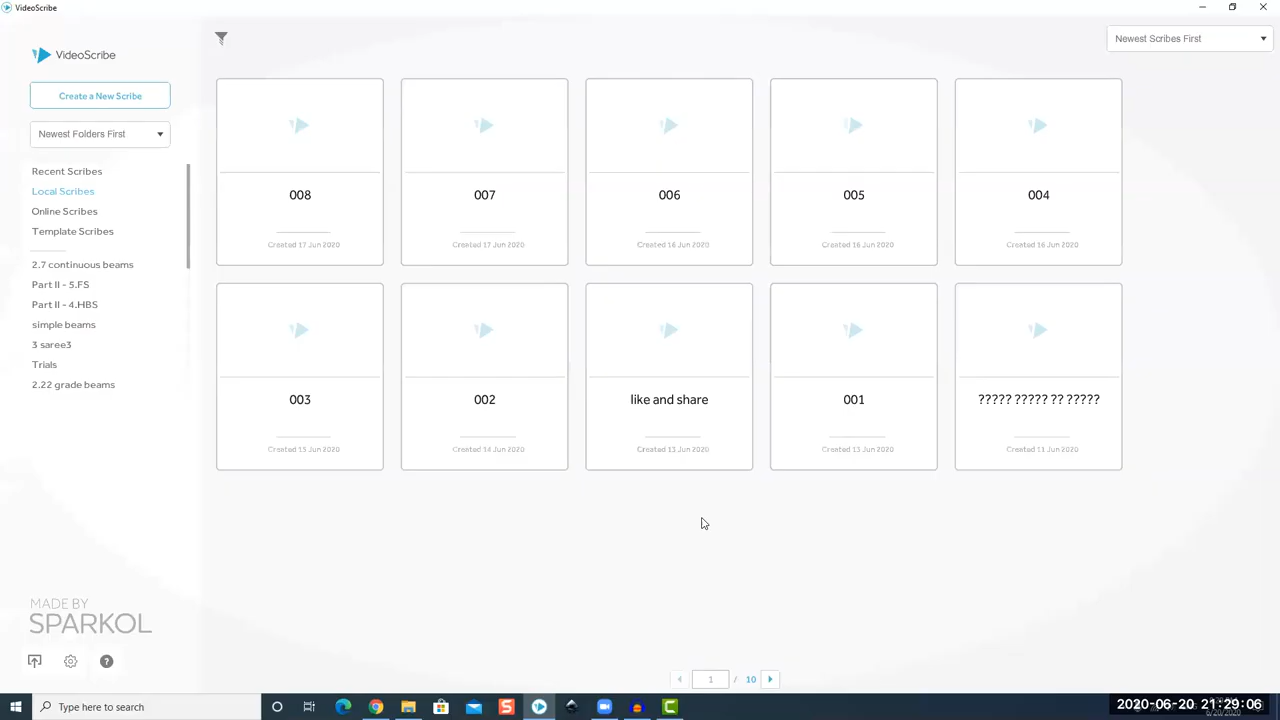 VideoScribe
VideoScribe
Create a New Scribe
Newest Folders First
Recent Scribes
Local Scribes
Online Scribes
Template Scribes
2.7 continuous beams
Part II - 5.FS
Part II - 4.HBS
simple beams
3 saree3
Trials
2.22 grade beams
MADE BY
SPARKOL
Newest Scribes First
008
007
006
005
004
Created 17 Jun 2020
Created 17 Jun 2020
Created 16 Jun 2020
Created 16 Jun 2020
Created 16 Jun 2020
003
002
like and share
001
????? ????? ?? ?????
Created 15 Jun 2020
Created 14 Jun 2020
Created 13 Jun 2020
Created 13 Jun 2020
Created 11 Jun 2020
1 / 10
Type here to search
2020-06-20 21:29:06